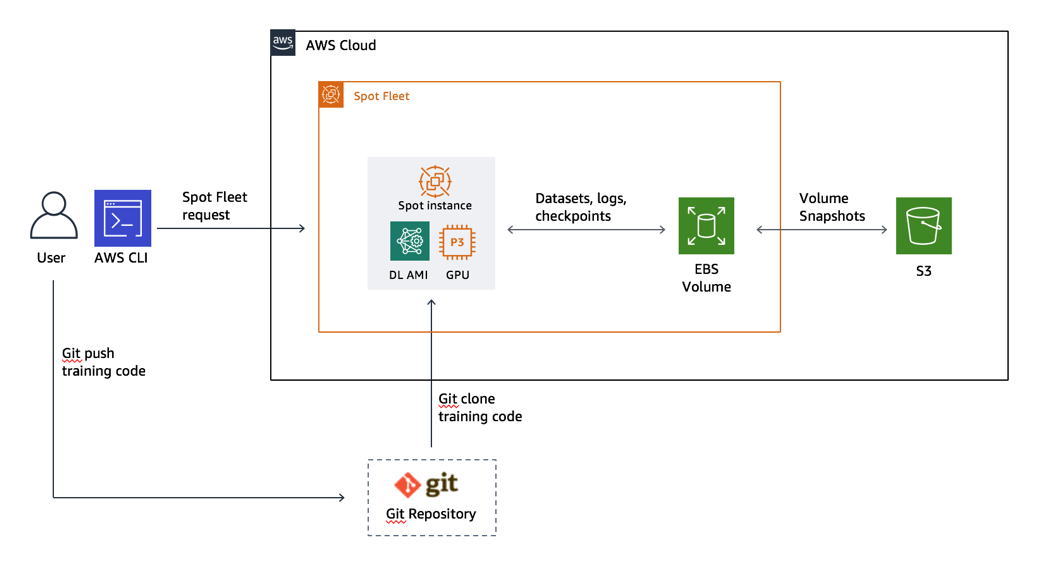 aws
AWS Cloud
Spot Fleet
Spot instance
P3
DL AMI
GPU
Spot Fleet
request
User
AWS CLI
Datasets, logs,
checkpoints
EBS
Volume
Volume
Snapshots
S3
Git push
training code
Git clone
training code
git
Git Repository